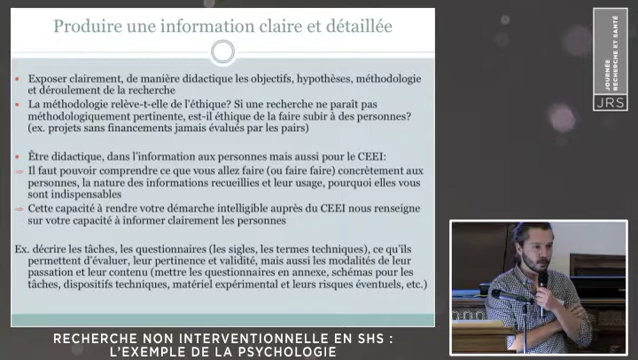 Produire une information claire et détaillée
Exposer clairement, de manière didactique les objectifs, hypothèses, méthodologie
et déroulement de la recherche
La méthodologie relève-t-elle de l'éthique? Si une recherche ne paraît pas
méthodologiquement pertinente, est-il éthique de la faire subir à des personnes?
(ex. projets sans financements jamais évalués par les pairs)
Être didactique, dans l'information aux personnes mais aussi pour le CEEI:
Il faut pouvoir comprendre ce que vous allez faire (ou faire faire) concrètement aux
personnes, la nature des informations recueillies et leur usage, pourquoi elles vous
sont indispensables
Cette capacité à rendre votre démarche intelligible auprès du CEEI nous renseigne
sur votre capacité à informer clairement les personnes
Ex. décrire les tâches, les questionnaires (les sigles, les termes techniques), ce qu'ils
permettent d'évaluer, leur pertinence et validité, mais aussi les modalités de leur
passation et leur contenu (mettre les questionnaires en annexe, schémas pour les
tâches, dispositifs techniques, matériel expérimental et leurs risques éventuels, etc.)
JOURNÉE
RECHERCHE ET SANTÉ
JRS
RECHERCHE NON INTERVENTIONNELLE EN SHS :
L'EXEMPLE DE LA PSYCHOLOGIE